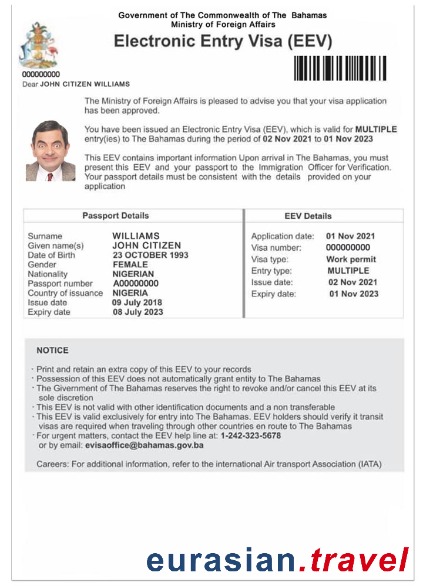 Government of The Commonwealth of The Bahamas
Ministry of Foreign Affairs
Electronic Entry Visa (EEV)
000000000
Dear JOHN CITIZEN WILLIAMS
The Ministry of Foreign Affairs is pleased to advise you that your visa application
has been approved.
You have been issued an Electronic Entry Visa (EEV), which is valid for MULTIPLE
entry(ies) to The Bahamas during the period of 02 Nov 2021 to 01 Nov 2023
This EEV contains important information Upon arrival in The Bahamas, you must
present this EEV and your passport to the Immigration Officer for Verification.
Your passport details must be consistent with the details provided on your
application
Passport Details
Surname WILLIAMS
Given name(s) JOHN CITIZEN
Date of Birth 23 OCTOBER 1993
Gender FEMALE
Nationality NIGERIAN
Passport number A00000000
Country of issuance NIGERIA
Issue date 09 July 2018
Expiry date 08 July 2023
EEV Details
Application date: 01 Nov 2021
Visa number: 000000000
Visa type: Work permit
Entry type: MULTIPLE
Issue date: 02 Nov 2021
Expiry date: 01 Nov 2023
NOTICE
· Print and retain an extra copy of this EEV to your records
· Possession of this EEV does not automatically grant entity to The Bahamas
· The Givernment of The Bahamas reserves the right to revoke and/or cancel this EEV at its
sole discretion
· This EEV is not valid with other identification documents and a non transferable
· This EEV is valid exclusively for entry into The Bahamas. EEV holders should verify it transit
visas are required when traveling through other countries en route to The Bahamas
· For urgent matters, contact the EEV help line at: 1-242-323-5678
or by email: evisaoffice@bahamas.gov.ba
Careers: For additional information, refer to the international Air transport Association (IATA)
eurasian.travel